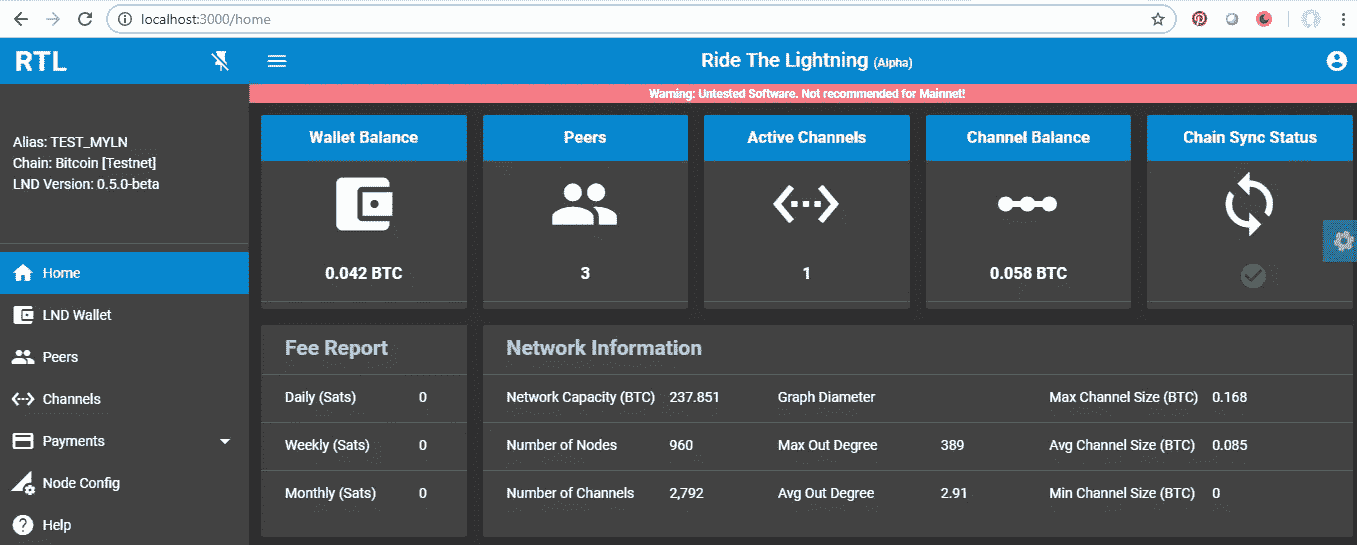 localhost:3000/home
RTL
Ride The Lightning (Alpha)
Warning: Untested Software. Not recommended for Mainnet!
Alias: TEST_MYLN
Chain: Bitcoin [Testnet]
LND Version: 0.5.0-beta
Home
LND Wallet
Peers
Channels
Payments
Node Config
Help
Wallet Balance
0.042 BTC
Peers
3
Active Channels
1
Channel Balance
0.058 BTC
Chain Sync Status
Fee Report
Daily (Sats) 0
Weekly (Sats) 0
Monthly (Sats) 0
Network Information
Network Capacity (BTC) 237.851 Graph Diameter Max Channel Size (BTC) 0.168
Number of Nodes 960 Max Out Degree 389 Avg Channel Size (BTC) 0.085
Number of Channels 2,792 Avg Out Degree 2.91 Min Channel Size (BTC) 0